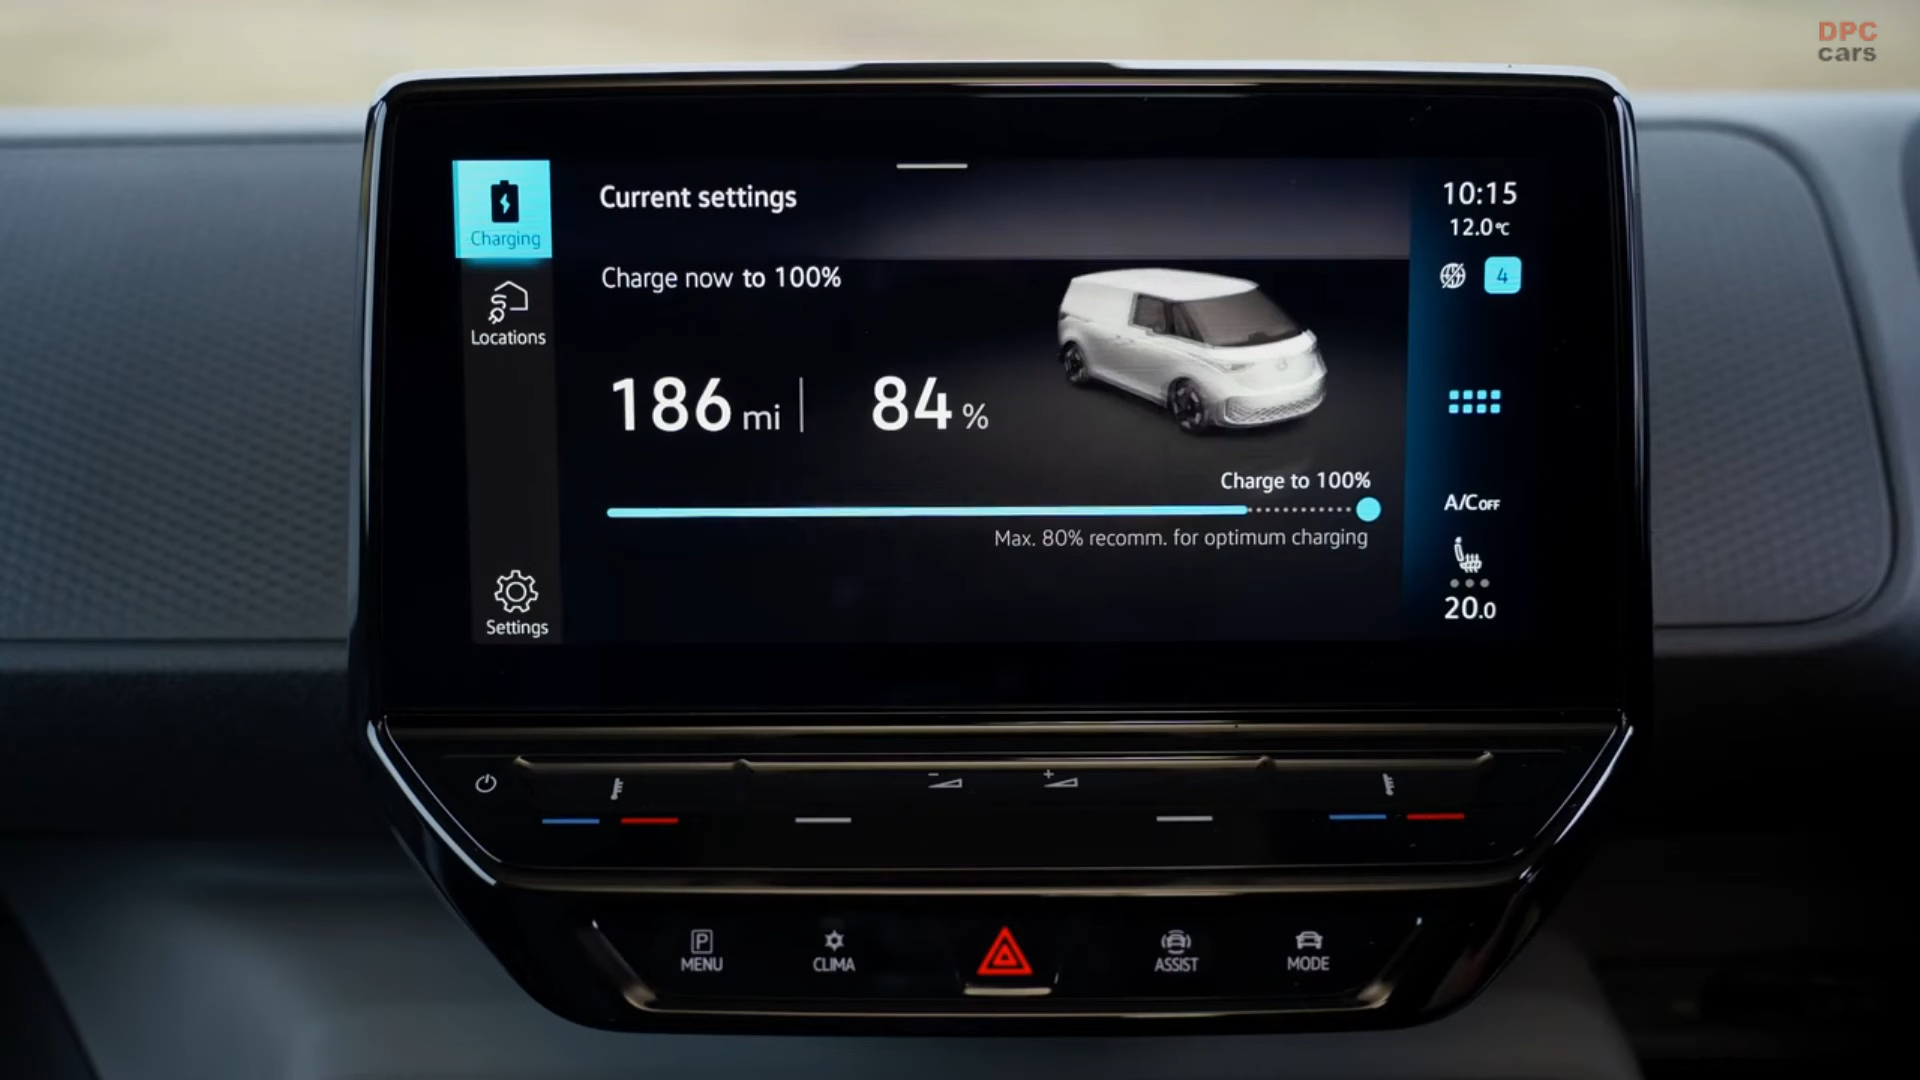 DPC
cars
Charging
Locations
Settings
Current settings
Charge now to 100%
186 mi
84 %
Charge to 100%
Max. 80% recomm. for optimum charging
10:15
12.0°C
4
A/C OFF
20.0
P
MENU
CLIMA
ASSIST
MODE